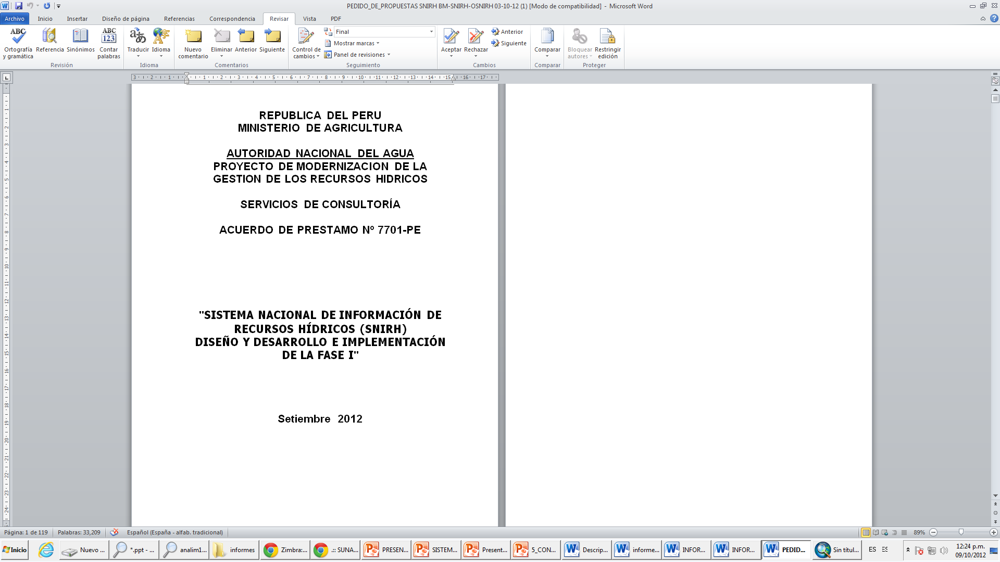 PEDIDO_DE_PROPUESTAS SNIRH BM-SNIRH-OSNIRH 03-10-12 (1) [Modo de compatibilidad] - Microsoft Word
Archivo Inicio Insertar Diseño de página Referencias Correspondencia Revisar Vista PDF
Ortografía y gramática
Referencia
Sinónimos
Contar palabras
Revisión
Traducir
Idioma
Idioma
Nuevo comentario
Eliminar
Anterior
Siguiente
Comentarios
Control de cambios
Final
Mostrar marcas
Panel de revisiones
Seguimiento
Aceptar
Rechazar
Anterior
Siguiente
Cambios
Comparar
Comparar
Bloquear autores
Restringir edición
Proteger
REPUBLICA DEL PERU
MINISTERIO DE AGRICULTURA
AUTORIDAD NACIONAL DEL AGUA
PROYECTO DE MODERNIZACION DE LA
GESTION DE LOS RECURSOS HIDRICOS
SERVICIOS DE CONSULTORÍA
ACUERDO DE PRESTAMO Nº 7701-PE
"SISTEMA NACIONAL DE INFORMACIÓN DE
RECURSOS HÍDRICOS (SNIRH)
DISEÑO Y DESARROLLO E IMPLEMENTACIÓN
DE LA FASE I"
Setiembre 2012
Página: 1 de 119 Palabras: 33,209 Español (España - alfab. tradicional) 89%
Inicio Nuevo ... *.ppt - ... analim1... informes Zimbra:... .:: SUNA... PRESEN... SISTEM... Present... 5_CON... Descrip... informe... INFOR... INFOR... PEDID... Sin títul... ES ES 12:24 p.m.
09/10/2012